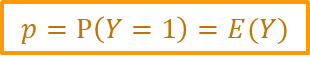 p = P(Y = 1) = E(Y)